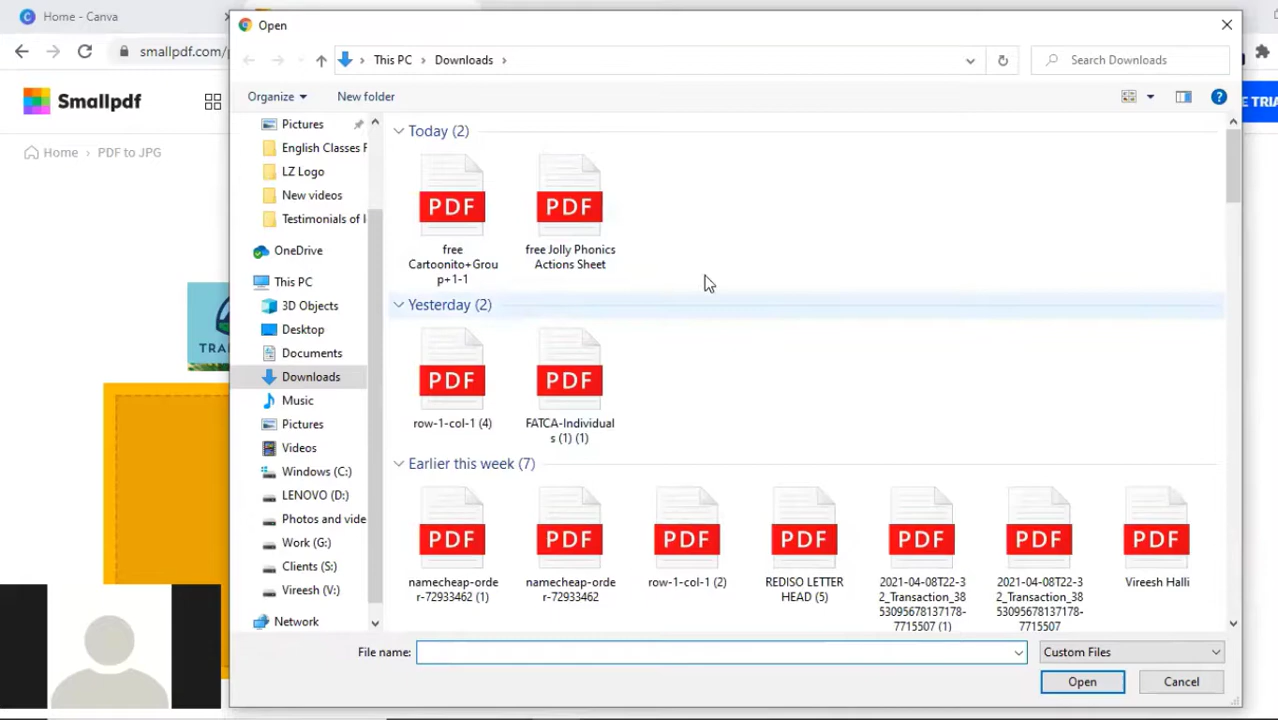 Home - Canva
Open
smallpdf.com/p
This PC > Downloads >
Search Downloads
Organize
New folder
Smallpdf
E TRIA
Home > PDF to JPG
Pictures
English Classes F
LZ Logo
New videos
Testimonials of l
OneDrive
This PC
3D Objects
Desktop
Documents
Downloads
Music
Pictures
Videos
Windows (C:)
LENOVO (D:)
Photos and vide
Work (G:)
Clients (S:)
Vireesh (V:)
Network
TRA
Today (2)
PDF PDF
free
Cartoonito+Grou
p+1-1
free Jolly Phonics
Actions Sheet
Yesterday (2)
PDF PDF
row-1-col-1 (4)
FATCA-Individual
s (1) (1)
Earlier this week (7)
PDF PDF PDF PDF PDF PDF PDF
namecheap-orde
r-72933462 (1)
namecheap-orde
r-72933462
row-1-col-1 (2)
REDISO LETTER
HEAD (5)
2021-04-08T22-3
2_Transaction_38
53095678137178-
7715507 (1)
2021-04-08T22-3
2_Transaction_38
53095678137178-
7715507
Vireesh Halli
File name:
Custom Files
Open
Cancel